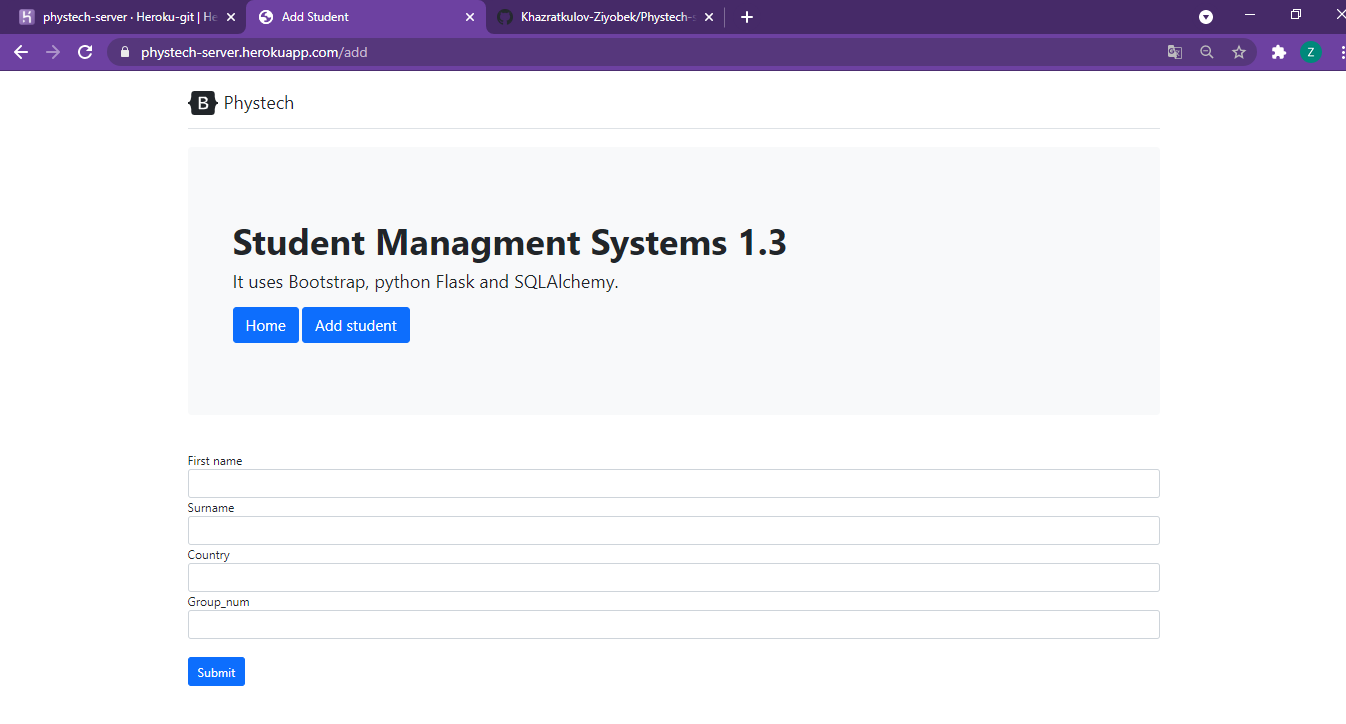 phystech-server · Heroku-git | He
Add Student
Khazratkulov-Ziyobek/Phystech-s
phystech-server.herokuapp.com/add
Z
B Phystech
Student Managment Systems 1.3
It uses Bootstrap, python Flask and SQLAlchemy.
Home Add student
First name
Surname
Country
Group_num
Submit